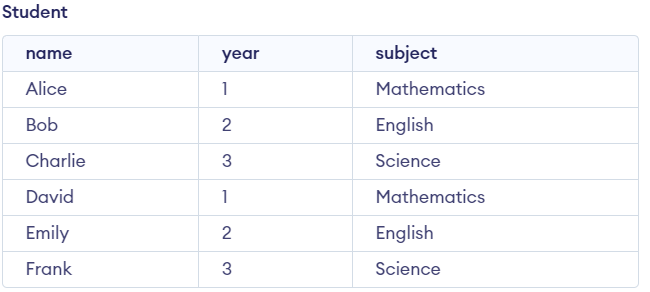 Student
name year subject
Alice 1 Mathematics
Bob 2 English
Charlie 3 Science
David 1 Mathematics
Emily 2 English
Frank 3 Science